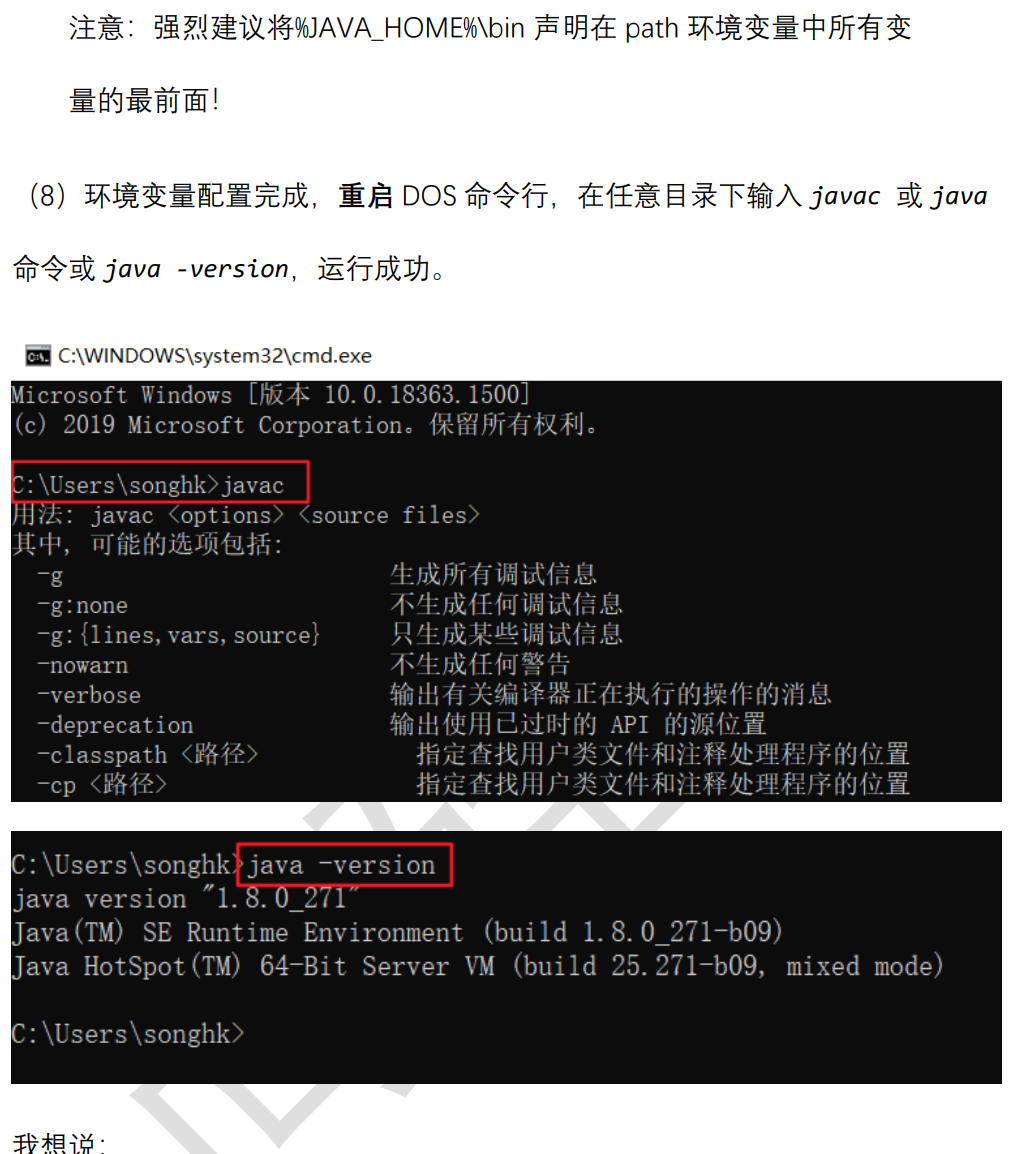 注意：强烈建议将%JAVA_HOME%\bin 声明在 path 环境变量中所有变
量的最前面！
（8）环境变量配置完成，重启 DOS 命令行，在任意目录下输入 javac 或 java
命令或 java -version，运行成功。
C:\WINDOWS\system32\cmd.exe
Microsoft Windows [版本 10.0.18363.1500]
(c) 2019 Microsoft Corporation。保留所有权利。
C:\Users\songhk>javac
用法: javac <options> <source files>
其中, 可能的选项包括:
-g 生成所有调试信息
-g:none 不生成任何调试信息
-g:{lines,vars,source} 只生成某些调试信息
-nowarn 不生成任何警告
-verbose 输出有关编译器正在执行的操作的消息
-deprecation 输出使用已过时的 API 的源位置
-classpath <路径> 指定查找用户类文件和注释处理程序的位置
-cp <路径> 指定查找用户类文件和注释处理程序的位置
C:\Users\songhk>java -version
java version "1.8.0_271"
Java(TM) SE Runtime Environment (build 1.8.0_271-b09)
Java HotSpot(TM) 64-Bit Server VM (build 25.271-b09, mixed mode)
C:\Users\songhk>
我想说：